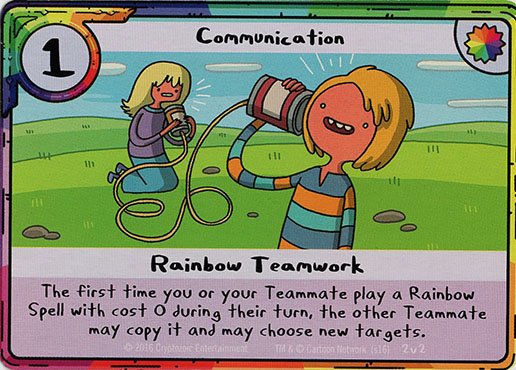 1
Communication
Rainbow Teamwork
The first time you or your Teammate play a Rainbow
Spell with cost 0 during their turn, the other Teammate
may copy it and may choose new targets.
© 2016 Cryptozoic Entertainment TM & © Cartoon Network (s16) 2v2